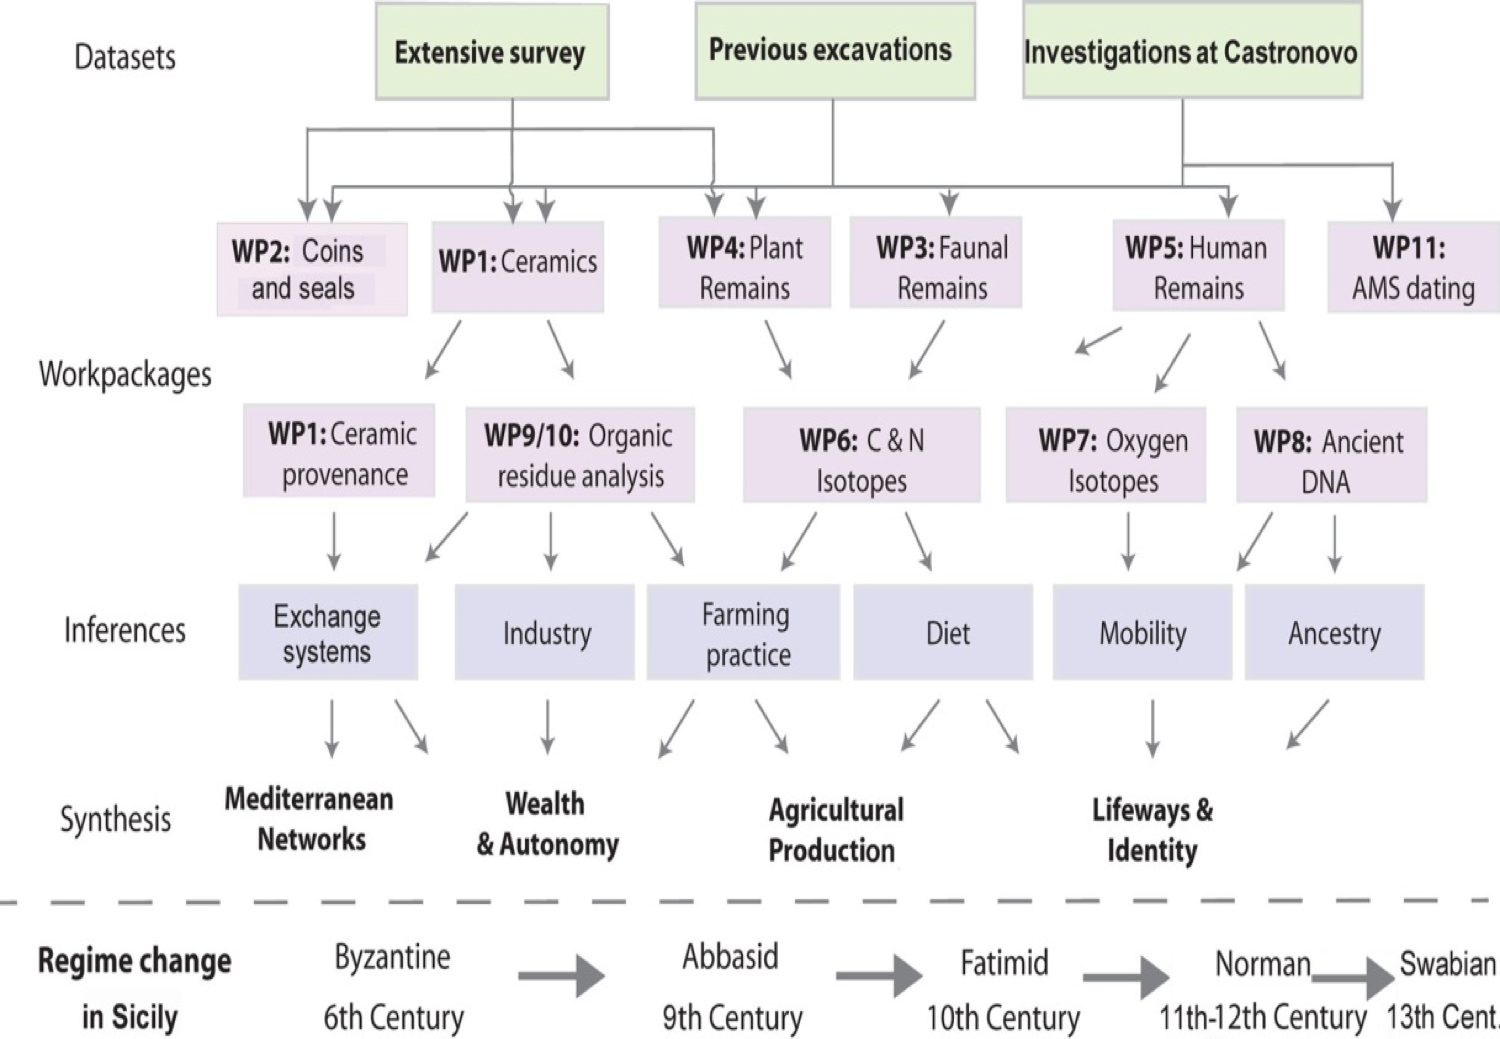 Datasets
Extensive survey
Previous excavations
Investigations at Castronovo
WP2: Coins
and seals
WP1: Ceramics
WP4: Plant
Remains
WP3: Faunal
Remains
WP5: Human
Remains
WP11:
AMS dating
Workpackages
WP1: Ceramic
provenance
WP9/10: Organic
residue analysis
WP6: C & N
Isotopes
WP7: Oxygen
Isotopes
WP8: Ancient
DNA
Inferences
Exchange
systems
Industry
Farming
practice
Diet
Mobility
Ancestry
Synthesis
Mediterranean
Networks
Wealth
& Autonomy
Agricultural
Production
Lifeways &
Identity
Regime change
in Sicily
Byzantine
6th Century
Abbasid
9th Century
Fatimid
10th Century
Norman
11th-12th Century
Swabian
13th Cent.